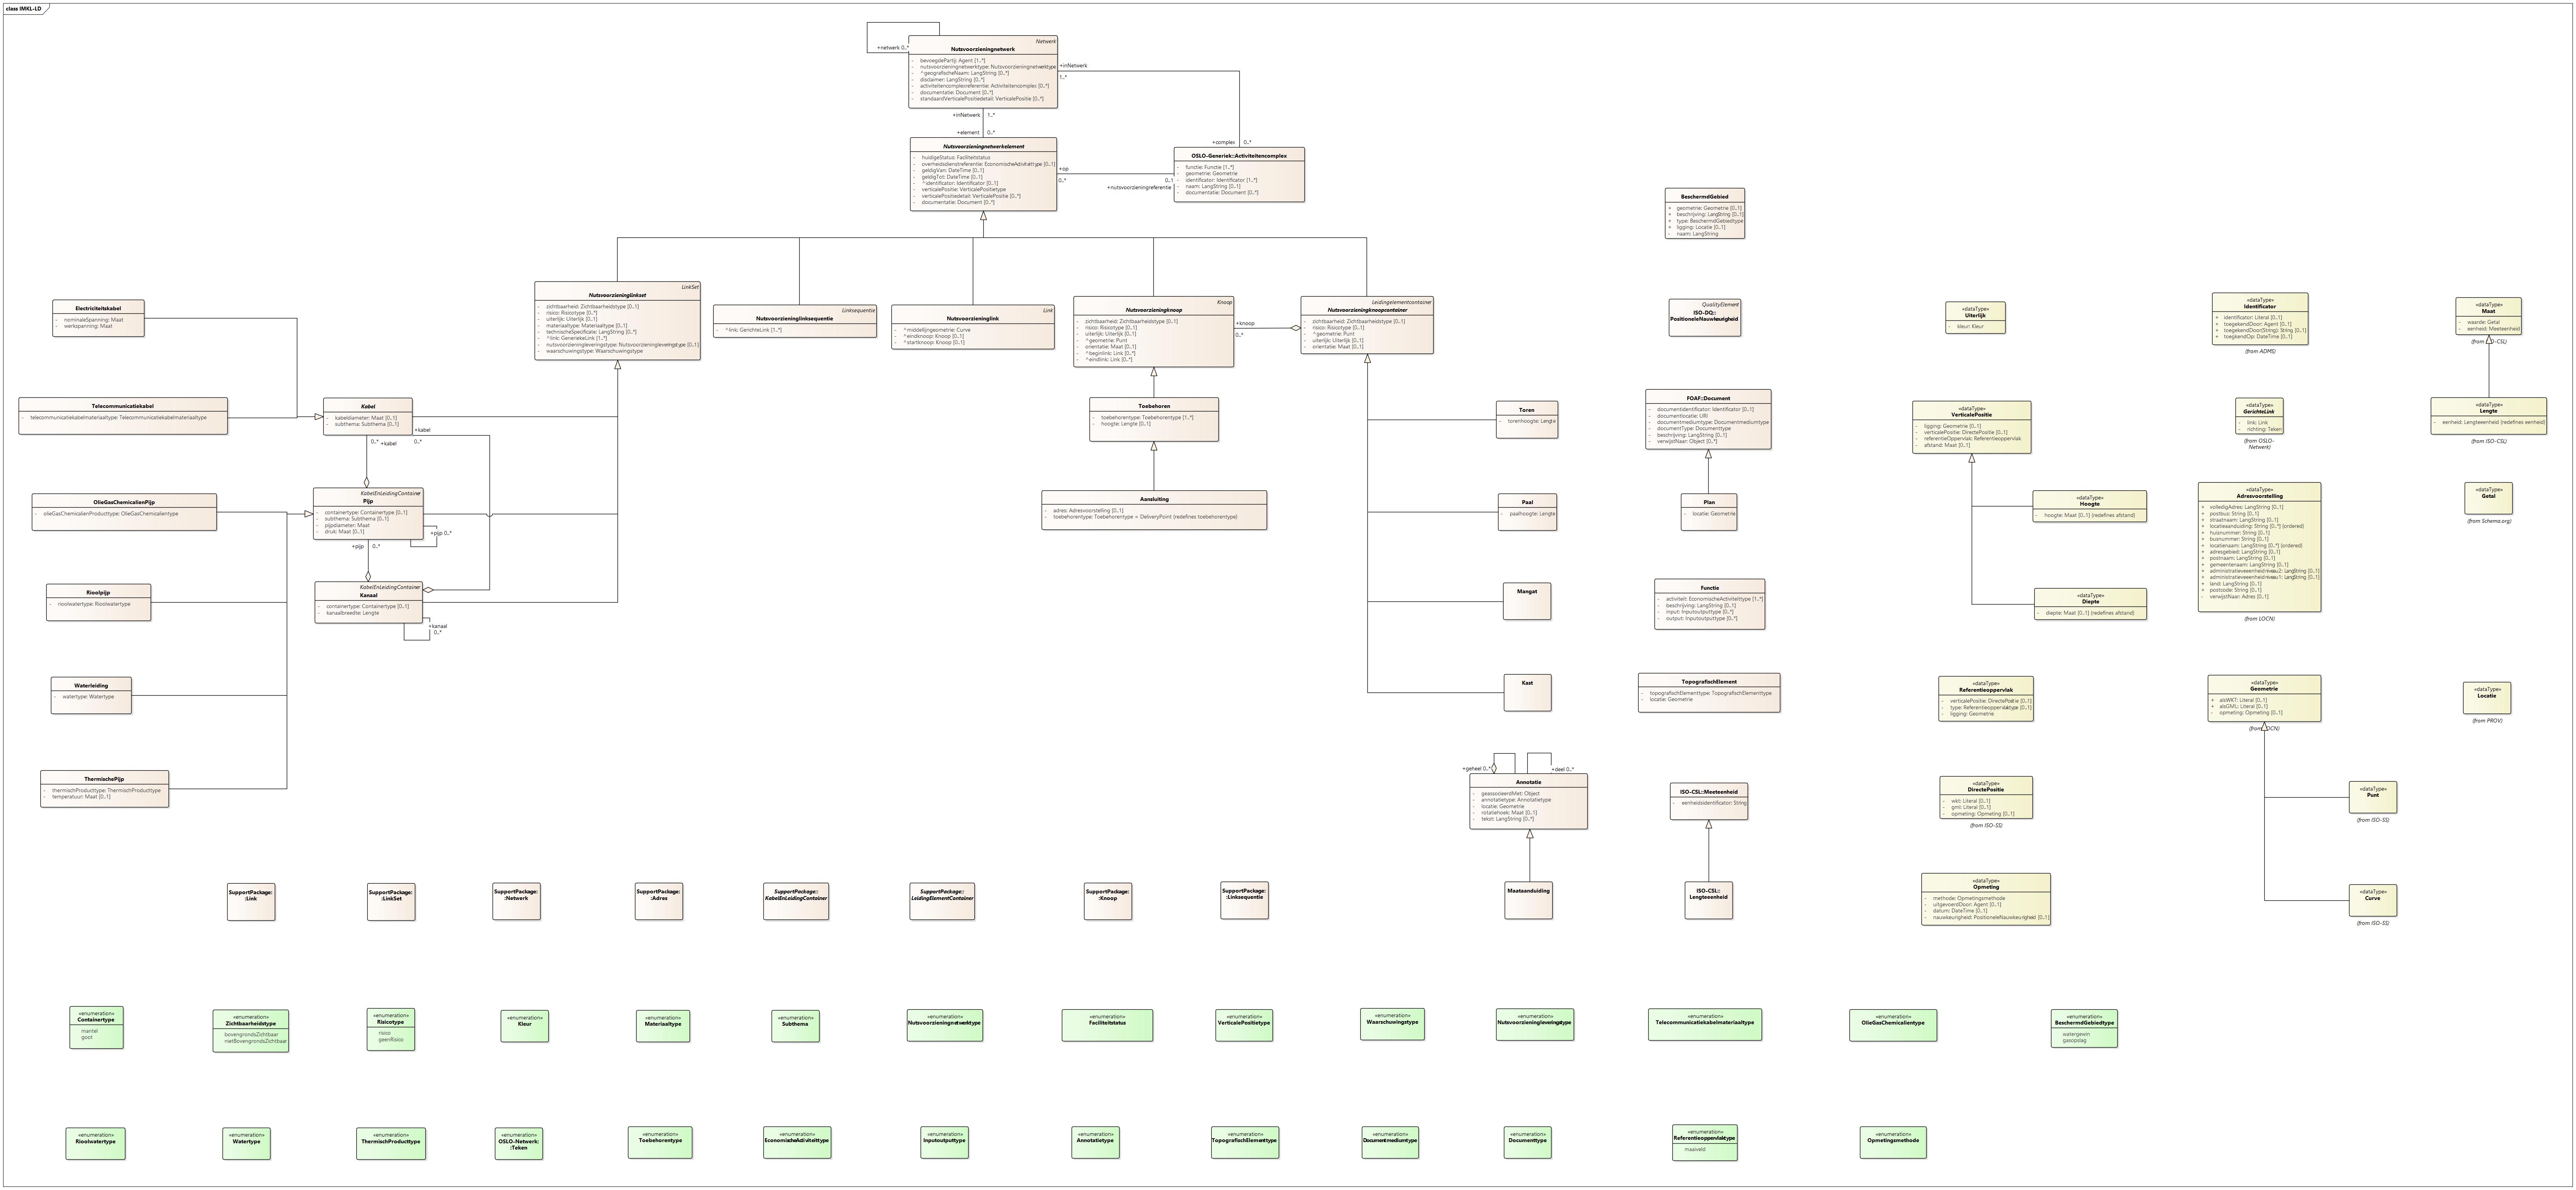 class IMKL-LD
Netwerk
Nutsvoorzieningnetwerk
- bevoegdePartij: Agent [1..*]
- nutsvoorzieningnetwerktype: Nutsvoorzieningnetwerktype
- ^geografischeNaam: LangString [0..*]
- disclaimer: LangString [0..*]
- activiteitencomplexreferentie: Activiteitencomplex [0..*]
- documentatie: Document [0..*]
- standaardVerticalePositiedetail: VerticalePositie [0..*]
+netwerk 0..*
+inNetwerk
1..*
+inNetwerk 1..*
+element 0..*
+complex 0..*
Nutsvoorzieningnetwerkelement
- huidigeStatus: Faciliteitstatus
- overheidsdienstreferentie: EconomischeActiviteittype [0..1]
- geldigVan: DateTime [0..1]
- geldigTot: DateTime [0..1]
- ^identificator: Identificator [0..1]
- verticalePositie: VerticalePositietype
- verticalePositiedetail: VerticalePositie [0..*]
- documentatie: Document [0..*]
+op
0..*
0..1
+nutsvoorzieningreferentie
OSLO-Generiek::Activiteitencomplex
- functie: Functie [1..*]
- geometrie: Geometrie
- identificator: Identificator [1..*]
- naam: LangString [0..1]
- documentatie: Document [0..*]
BeschermdGebied
+ geometrie: Geometrie [0..1]
+ beschrijving: LangString [0..1]
+ type: BeschermdGebiedtype
+ ligging: Locatie [0..1]
- naam: LangString
Electriciteitskabel
- nominaleSpanning: Maat
- werkspanning: Maat
LinkSet
Nutsvoorzieninglinkset
- zichtbaarheid: Zichtbaarheidstype [0..1]
- risico: Risicotype [0..*]
- uiterlijk: Uiterlijk [0..1]
- materiaaltype: Materiaaltype [0..1]
- technischeSpecificatie: LangString [0..*]
- ^link: GeneriekeLink [1..*]
- nutsvoorzieningleveringstype: Nutsvoorzieningleveringstype [0..1]
- waarschuwingstype: Waarschuwingstype
Linksequentie
Nutsvoorzieninglinksequentie
- ^link: GerichteLink [1..*]
Link
Nutsvoorzieninglink
- ^middellijngeometrie: Curve
- ^eindknoop: Knoop [0..1]
- ^startknoop: Knoop [0..1]
Knoop
Nutsvoorzieningknoop
- zichtbaarheid: Zichtbaarheidstype [0..1]
- risico: Risicotype [0..1]
- uiterlijk: Uiterlijk [0..1]
- ^geometrie: Punt
- orientatie: Maat [0..1]
- ^beginlink: Link [0..*]
- ^eindlink: Link [0..*]
+knoop
0..*
Leidingelementcontainer
Nutsvoorzieningknoopcontainer
- zichtbaarheid: Zichtbaarheidstype [0..1]
- risico: Risicotype [0..1]
- ^geometrie: Punt
- uiterlijk: Uiterlijk [0..1]
- orientatie: Maat [0..1]
QualityElement
ISO-DQ::
PositioneleNauwkeurigheid
«dataType»
Uiterlijk
- kleur: Kleur
«dataType»
Identificator
+ identificator: Literal [0..1]
+ toegekendDoor: Agent [0..1]
+ toegekendDoor(String): String [0..1]
+ toegekendOp: DateTime [0..1]
(from ADMS)
«dataType»
Maat
- waarde: Getal
- eenheid: Meeteenheid
Telecommunicatiekabel
- telecommunicatiekabelmateriaaltype: Telecommunicatiekabelmateriaaltype
Kabel
- kabeldiameter: Maat [0..1]
- subthema: Subthema [0..1]
+kabel
0..*
0..* +kabel
Toebehoren
- toebehorentype: Toebehorentype [1..*]
- hoogte: Lengte [0..1]
Toren
- torenhoogte: Lengte
FOAF::Document
- documentidentificator: Identificator [0..1]
- documentlocatie: URI
- documentmediumtype: Documentmediumtype
- documentType: Documenttype
- beschrijving: LangString [0..1]
- verwijstNaar: Object [0..*]
«dataType»
VerticalePositie
- ligging: Geometrie [0..1]
- verticalePositie: DirectePositie [0..1]
- referentieOppervlak: Referentieoppervlak
- afstand: Maat [0..1]
«dataType»
GerichteLink
- link: Link
- richting: Teken
(from OSLO-
Netwerk)
«dataType»
Lengte
- eenheid: Lengteeenheid {redefines eenheid}
(from ISO-CSL)
OlieGasChemicalienPijp
- olieGasChemicalienProducttype: OlieGasChemicalientype
KabelEnLeidingContainer
Pijp
- containertype: Containertype [0..1]
- subthema: Subthema [0..1]
- pijpdiameter: Maat
- druk: Maat [0..1]
+pijp 0..*
+pijp 0..*
Aansluiting
- adres: Adresvoorstelling [0..1]
- toebehorentype: Toebehorentype = DeliveryPoint {redefines toebehorentype}
Paal
- paalhoogte: Lengte
Plan
- locatie: Geometrie
«dataType»
Hoogte
- hoogte: Maat [0..1] {redefines afstand}
«dataType»
Adresvoorstelling
+ volledigAdres: LangString [0..1]
+ postbus: String [0..1]
+ straatnaam: LangString [0..1]
+ locatieaanduiding: String [0..*] {ordered}
+ huisnummer: String [0..1]
+ busnummer: String [0..1]
+ locatienaam: LangString [0..*] {ordered}
+ adresgebied: LangString [0..1]
+ postnaam: LangString [0..1]
+ gemeentenaam: LangString [0..1]
+ administratieveeenheidniveau2: LangString [0..1]
+ administratieveeenheidniveau1: LangString [0..1]
+ land: LangString [0..1]
+ postcode: String [0..1]
- verwijstNaar: Adres [0..1]
(from LOCN)
«dataType»
Getal
(from Schema.org)
Rioolpijp
- rioolwatertype: Rioolwatertype
KabelEnLeidingContainer
Kanaal
- containertype: Containertype [0..1]
- kanaalbreedte: Lengte
+kanaal
0..*
Mangat
Functie
- activiteit: EconomischeActiviteittype [1..*]
- beschrijving: LangString [0..1]
- input: Inputoutputtype [0..*]
- output: Inputoutputtype [0..*]
«dataType»
Diepte
- diepte: Maat [0..1] {redefines afstand}
Waterleiding
- watertype: Watertype
Kast
TopografischElement
- topografischElementtype: TopografischElementtype
- locatie: Geometrie
«dataType»
Referentieoppervlak
- verticalePositie: DirectePositie [0..1]
- type: Referentieoppervlaktype [0..1]
- ligging: Geometrie
«dataType»
Geometrie
+ alsWKT: Literal [0..1]
+ alsGML: Literal [0..1]
- opmeting: Opmeting [0..1]
«dataType»
Locatie
(from PROV)
ThermischePijp
- thermischProducttype: ThermischProducttype
- temperatuur: Maat [0..1]
+geheel 0..*
+deel 0..*
Annotatie
- geassocieerdMet: Object
- annotatietype: Annotatietype
- locatie: Geometrie
- rotatiehoek: Maat [0..1]
- tekst: LangString [0..*]
ISO-CSL::Meeteenheid
- eenheidsidentificator: String
«dataType»
DirectePositie
- wkt: Literal [0..1]
- gml: Literal [0..1]
- opmeting: Opmeting [0..1]
(from ISO-SS)
«dataType»
Punt
(from ISO-SS)
SupportPackage:
:Link
SupportPackage:
:LinkSet
SupportPackage:
:Netwerk
SupportPackage:
:Adres
SupportPackage::
KabelEnLeidingContainer
SupportPackage::
LeidingElementContainer
SupportPackage:
:Knoop
SupportPackage:
:Linksequentie
Maataanduiding
ISO-CSL::
Lengteeenheid
«dataType»
Opmeting
- methode: Opmetingsmethode
- uitgevoerdDoor: Agent [0..1]
- datum: DateTime [0..1]
- nauwkeurigheid: PositioneleNauwkeurigheid [0..1]
«dataType»
Curve
(from ISO-SS)
«enumeration»
Containertype
mantel
goot
«enumeration»
Zichtbaarheidstype
bovengrondsZichtbaar
nietBovengrondsZichtbaar
«enumeration»
Risicotype
risico
geenRisico
«enumeration»
Kleur
«enumeration»
Materiaaltype
«enumeration»
Subthema
«enumeration»
Nutsvoorzieningnetwerktype
«enumeration»
Faciliteitstatus
«enumeration»
VerticalePositietype
«enumeration»
Waarschuwingstype
«enumeration»
Nutsvoorzieningleveringstype
«enumeration»
Telecommunicatiekabelmateriaaltype
«enumeration»
OlieGasChemicalientype
«enumeration»
BeschermdGebiedtype
watergewin
gasopslag
«enumeration»
Rioolwatertype
«enumeration»
Watertype
«enumeration»
ThermischProducttype
«enumeration»
OSLO-Netwerk:
:Teken
«enumeration»
Toebehorentype
«enumeration»
EconomischeActiviteittype
«enumeration»
Inputoutputtype
«enumeration»
Annotatietype
«enumeration»
TopografischElementtype
«enumeration»
Documentmediumtype
«enumeration»
Documenttype
«enumeration»
Referentieoppervlaktype
maaiveld
«enumeration»
Opmetingsmethode